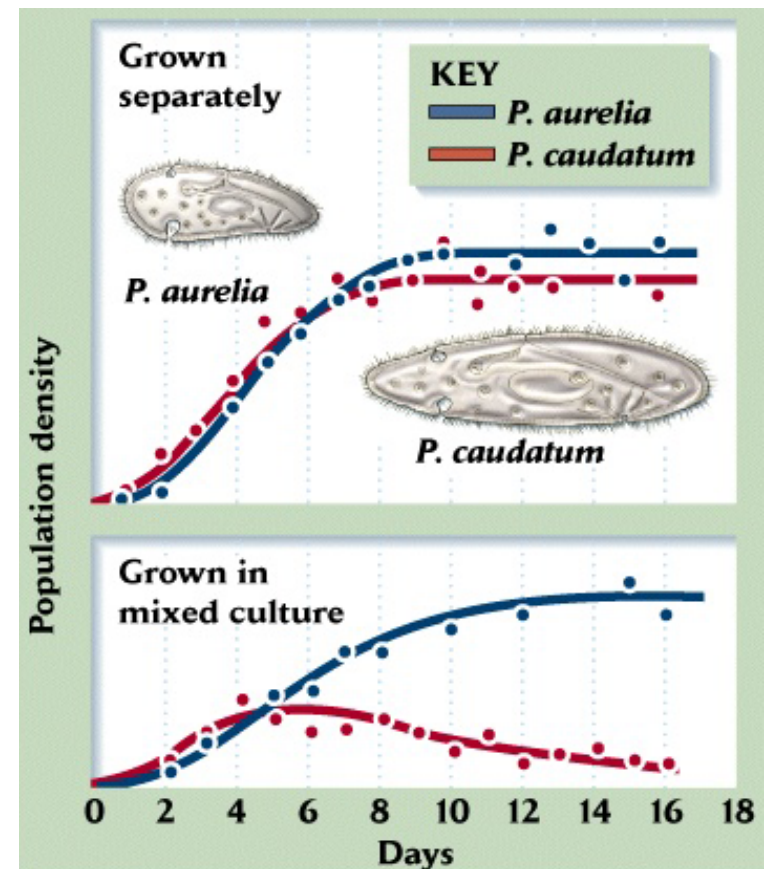 Grown
separately
KEY
P. aurelia
P. caudatum
P. aurelia
P. caudatum
Population density
Grown in
mixed culture
0 2 4 6 8 10 12 14 16 18
Days